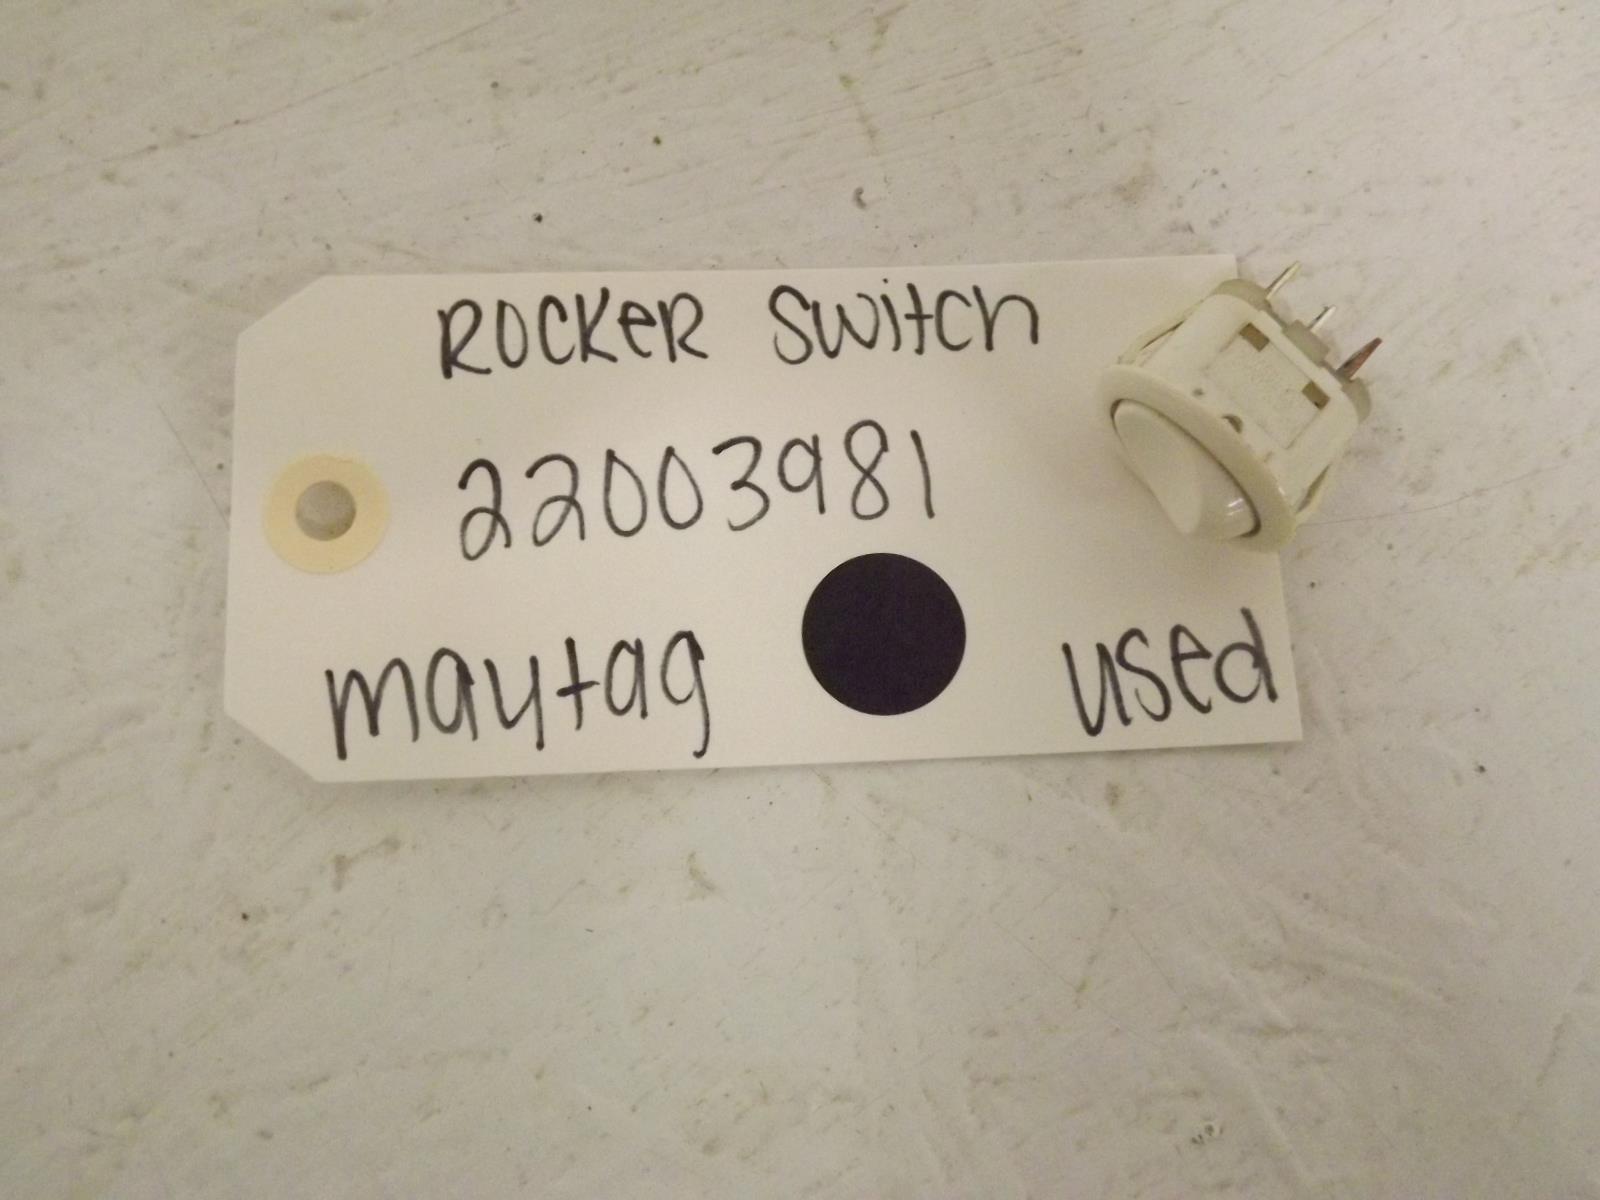 ROCKER Switch
22003981
maytag used